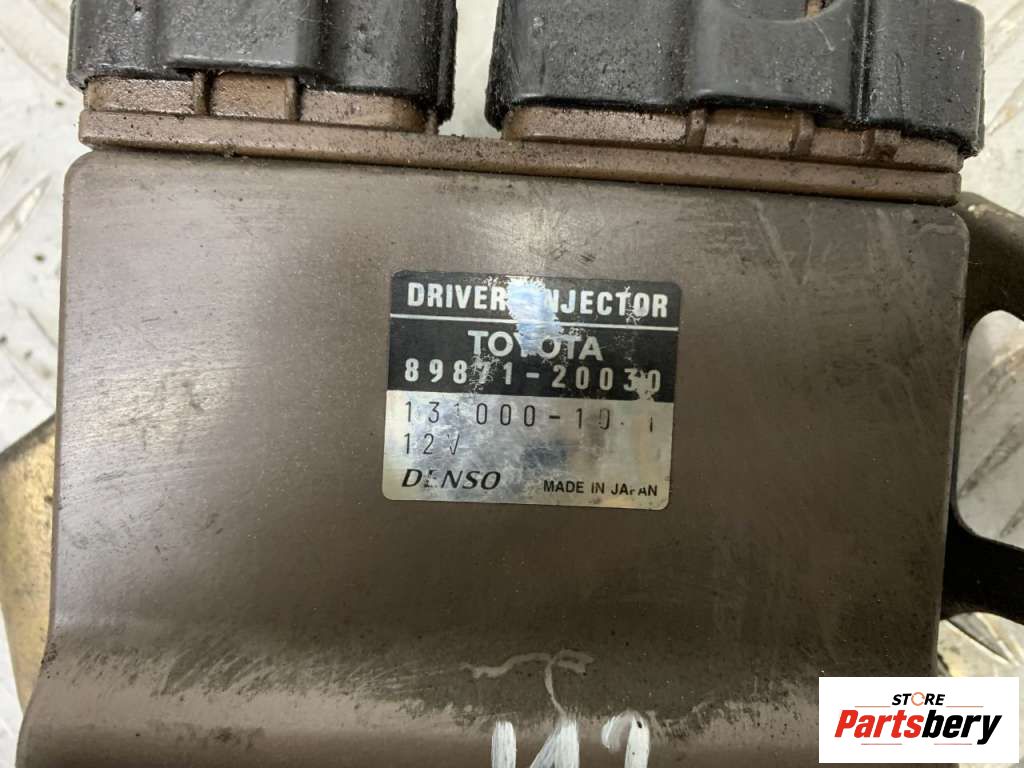 DRIVER, INJECTOR
TOYOTA
89871-20030
12V
DENSO MADE IN JAPAN
STORE
Partsbery